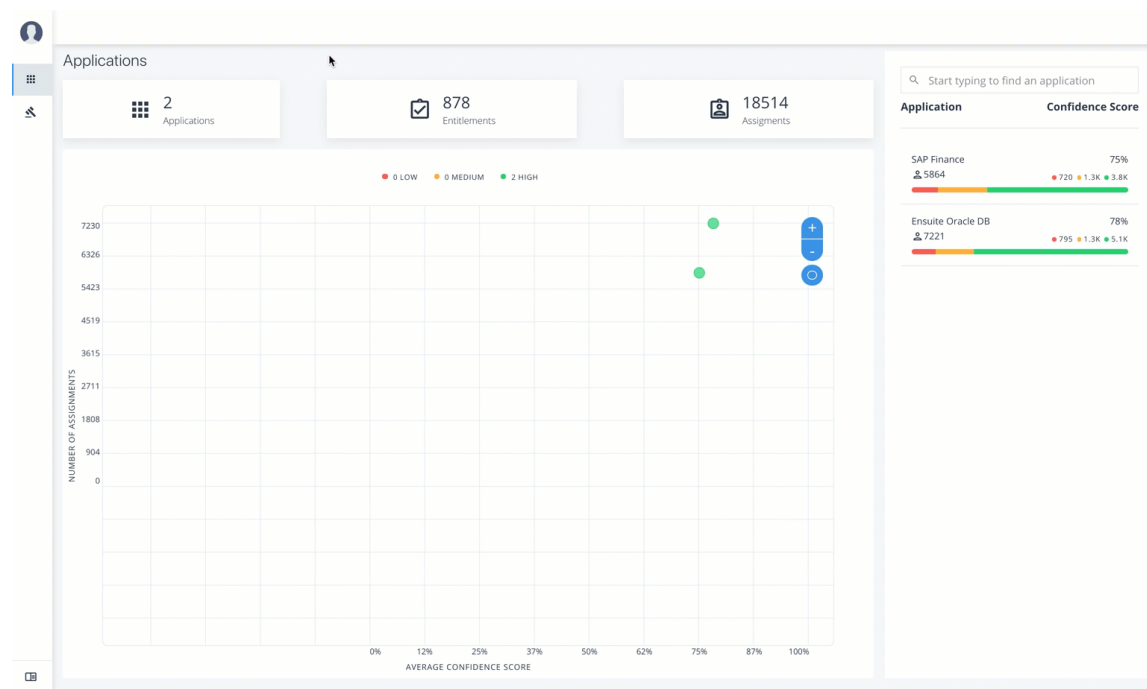 Applications
2
Applications
878
Entitlements
18514
Assigments
0 LOW 0 MEDIUM 2 HIGH
7230
6326
5423
4519
3615
2711
1808
904
0
NUMBER OF ASSIGNMENTS
+
-
0% 12% 25% 37% 50% 62% 75% 87% 100%
AVERAGE CONFIDENCE SCORE
Start typing to find an application
Application Confidence Score
SAP Finance 75%
5864 720 1.3K 3.8K
Ensuite Oracle DB 78%
7221 795 1.3K 5.1K